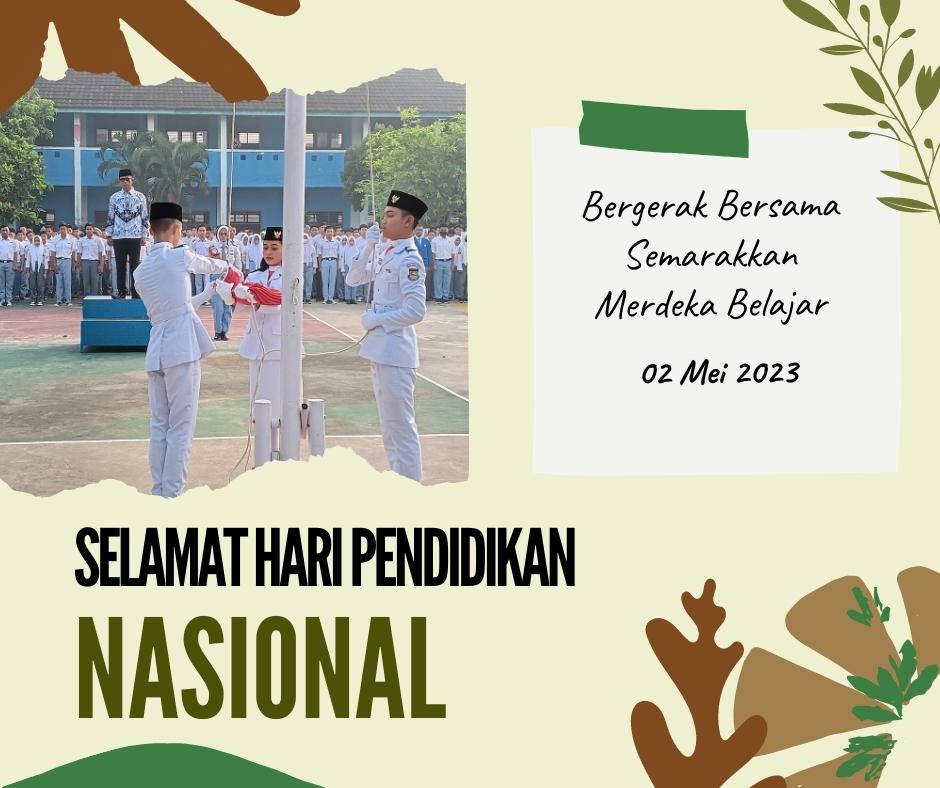 Bergerak Bersama
Semarakkan
Merdeka Belajar
02 Mei 2023
SELAMAT HARI PENDIDIKAN
NASIONAL